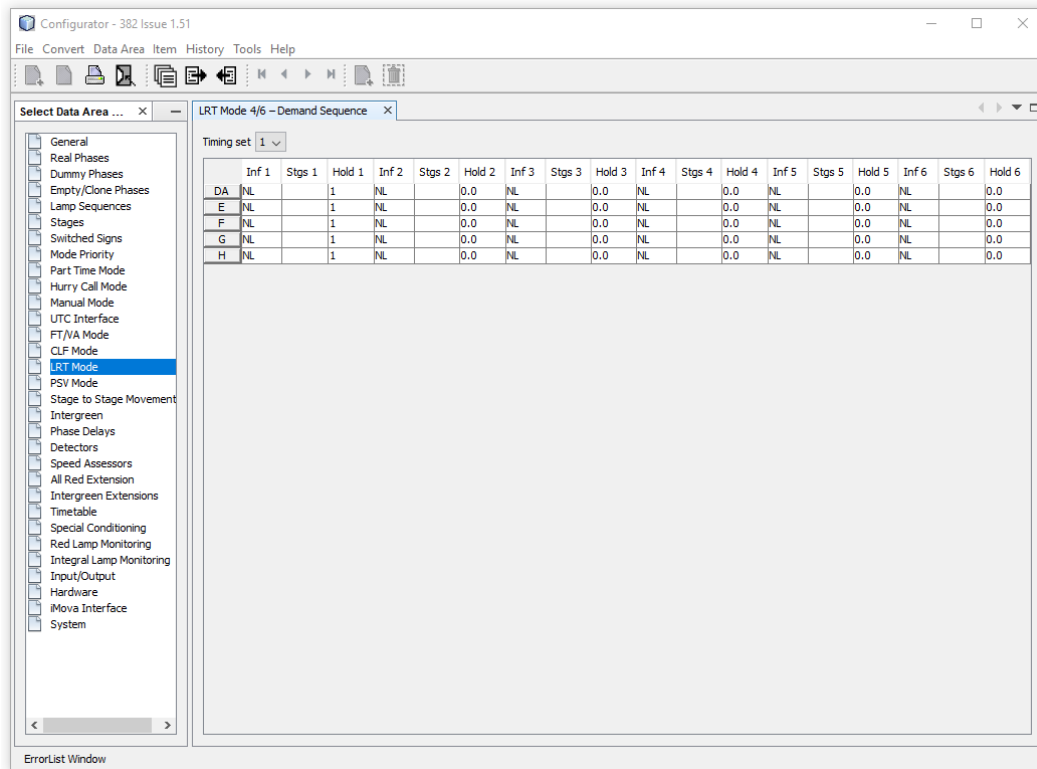 Configurator - 382 Issue 1.51
File Convert Data Area Item History Tools Help
Select Data Area ...
LRT Mode 4/6 – Demand Sequence
General
Real Phases
Dummy Phases
Empty/Clone Phases
Lamp Sequences
Stages
Switched Signs
Mode Priority
Part Time Mode
Hurry Call Mode
Manual Mode
UTC Interface
FT/VA Mode
CLF Mode
LRT Mode
PSV Mode
Stage to Stage Movement
Intergreen
Phase Delays
Detectors
Speed Assessors
All Red Extension
Intergreen Extensions
Timetable
Special Conditioning
Red Lamp Monitoring
Integral Lamp Monitoring
Input/Output
Hardware
iMova Interface
System
Timing set 1
Inf 1 Stgs 1 Hold 1 Inf 2 Stgs 2 Hold 2 Inf 3 Stgs 3 Hold 3 Inf 4 Stgs 4 Hold 4 Inf 5 Stgs 5 Hold 5 Inf 6 Stgs 6 Hold 6
DA NL 1 NL 0.0 NL 0.0 NL 0.0 NL 0.0 NL 0.0
E NL 1 NL 0.0 NL 0.0 NL 0.0 NL 0.0 NL 0.0
F NL 1 NL 0.0 NL 0.0 NL 0.0 NL 0.0 NL 0.0
G NL 1 NL 0.0 NL 0.0 NL 0.0 NL 0.0 NL 0.0
H NL 1 NL 0.0 NL 0.0 NL 0.0 NL 0.0 NL 0.0
ErrorList Window